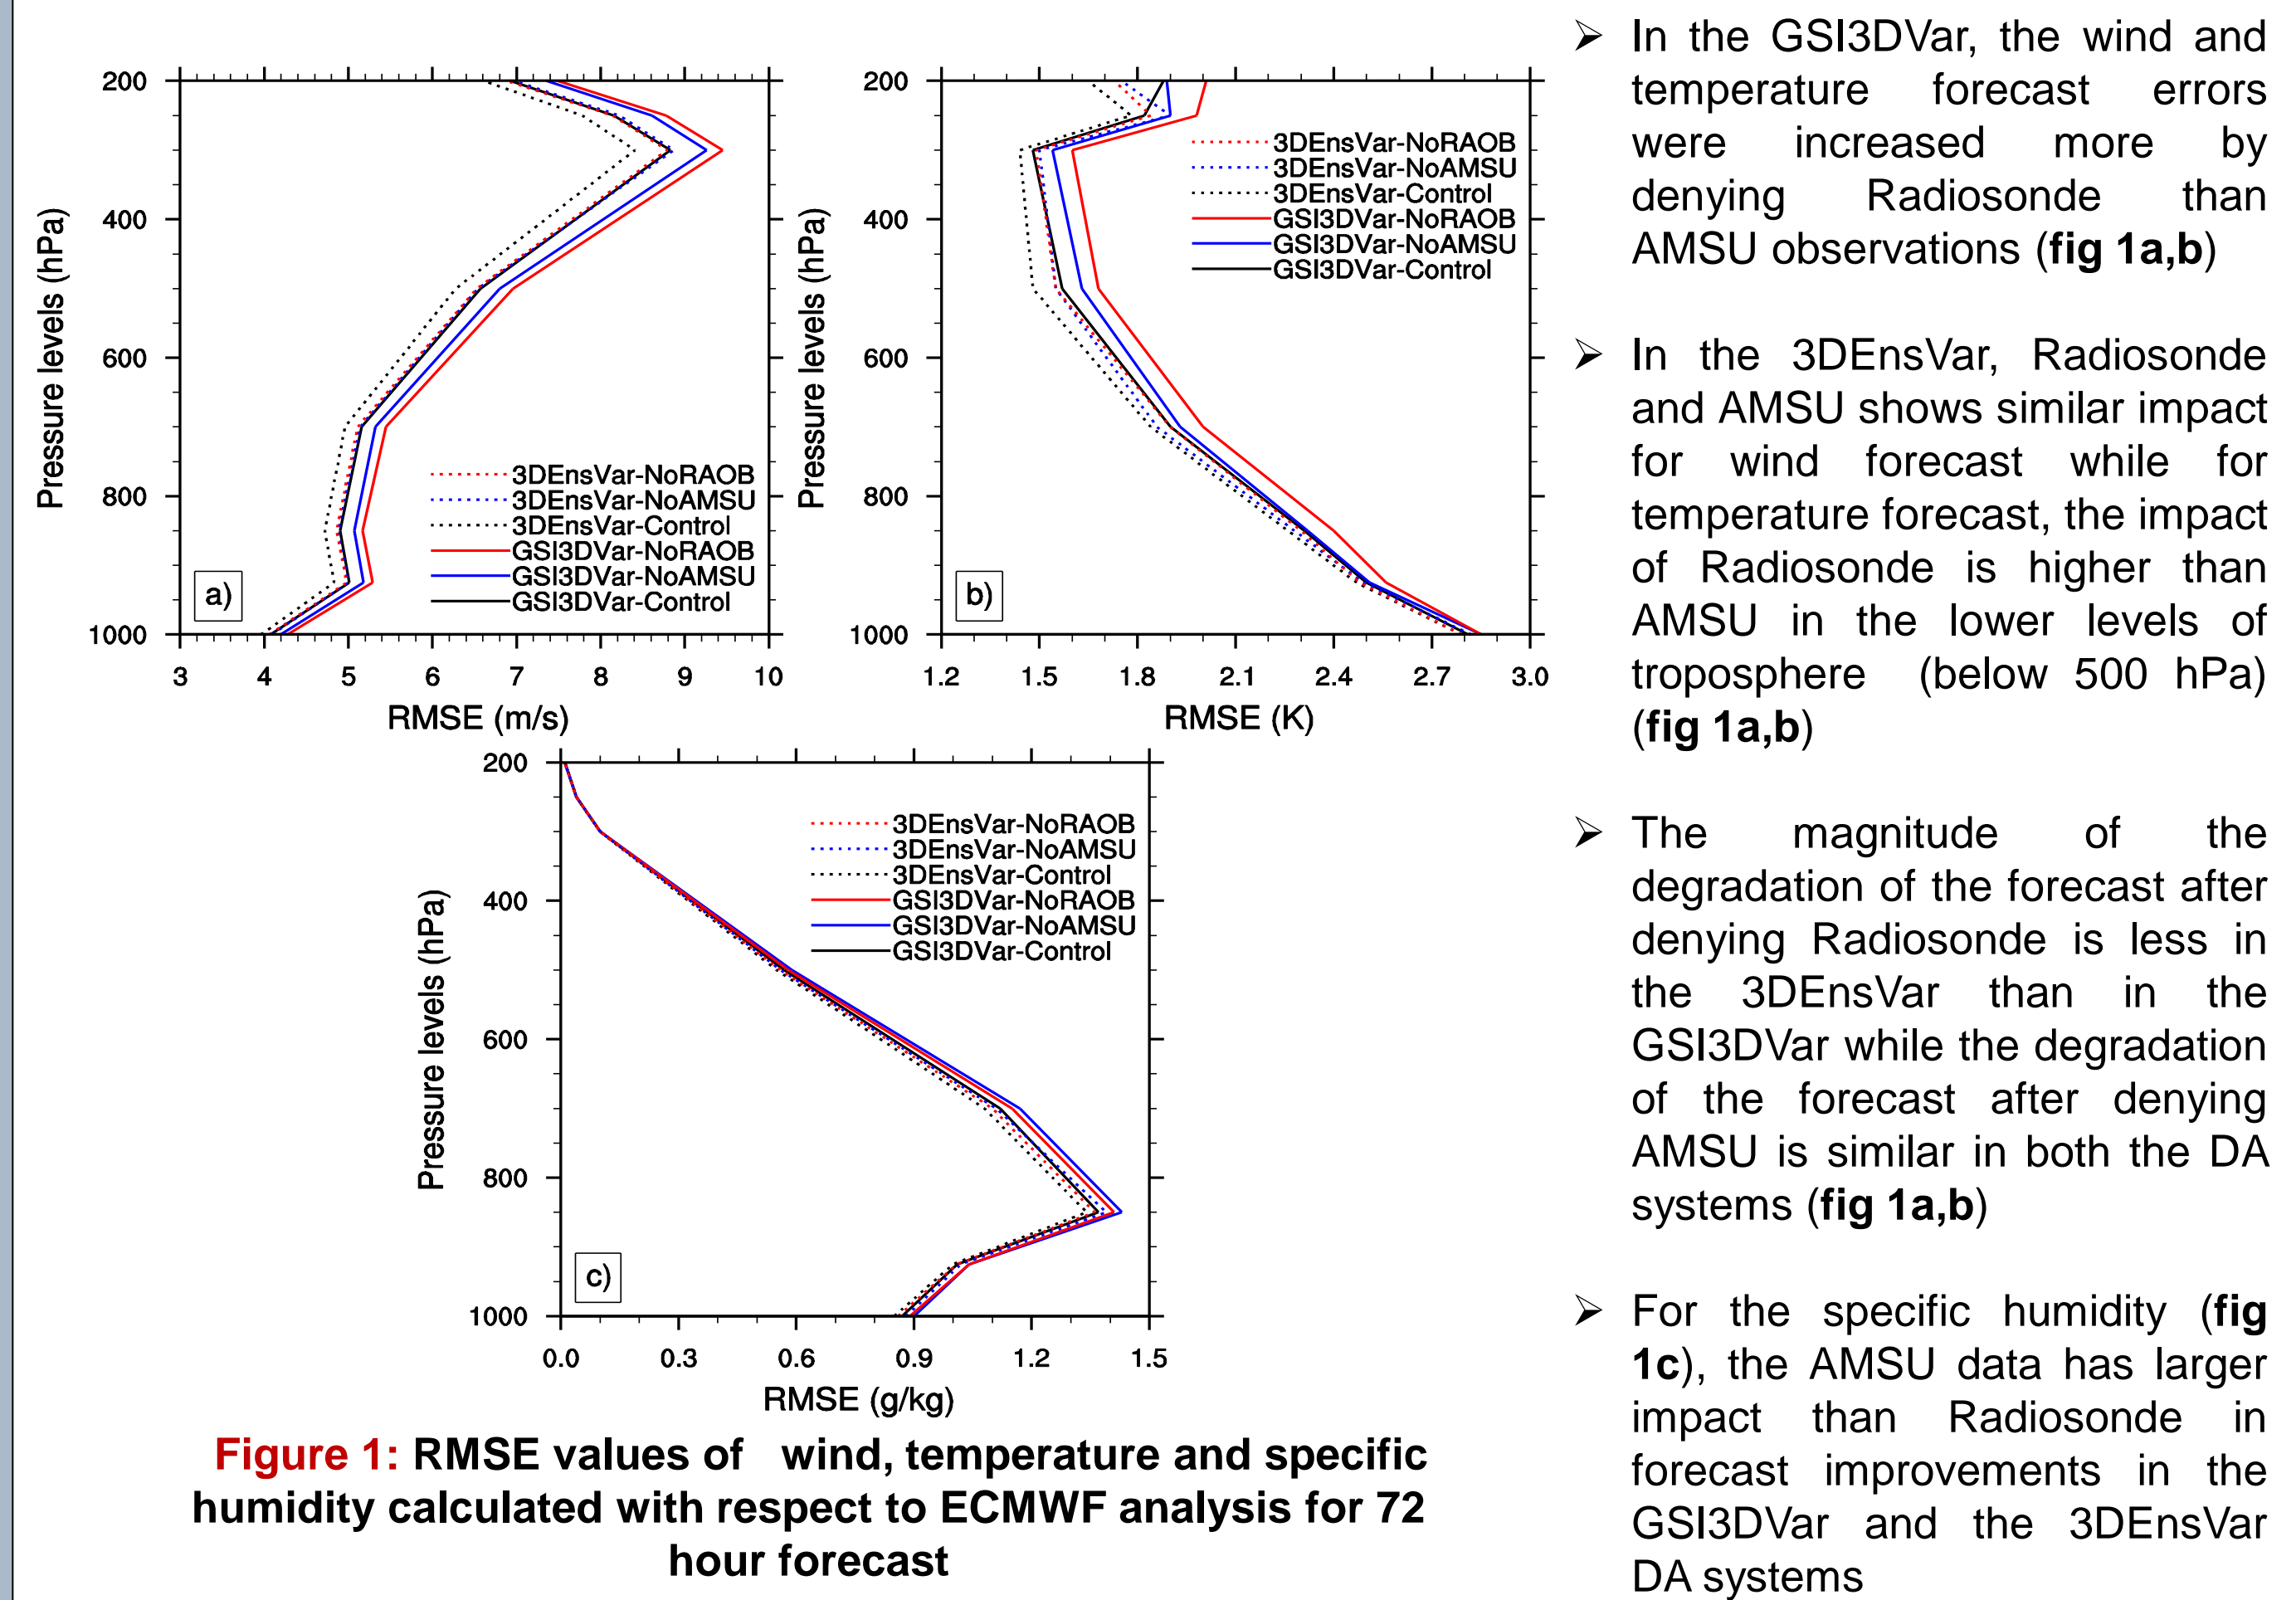 200
400
600
800
1000
Pressure levels (hPa)
3DEnsVar-NoRAOB
3DEnsVar-NoAMSU
3DEnsVar-Control
GSI3DVar-NoRAOB
GSI3DVar-NoAMSU
GSI3DVar-Control
a)
3 4 5 6 7 8 9 10
RMSE (m/s)
200
400
600
800
1000
Pressure levels (hPa)
3DEnsVar-NoRAOB
3DEnsVar-NoAMSU
3DEnsVar-Control
GSI3DVar-NoRAOB
GSI3DVar-NoAMSU
GSI3DVar-Control
b)
1.2 1.5 1.8 2.1 2.4 2.7 3.0
RMSE (K)
200
400
600
800
1000
Pressure levels (hPa)
3DEnsVar-NoRAOB
3DEnsVar-NoAMSU
3DEnsVar-Control
GSI3DVar-NoRAOB
GSI3DVar-NoAMSU
GSI3DVar-Control
c)
0.0 0.3 0.6 0.9 1.2 1.5
RMSE (g/kg)
Figure 1: RMSE values of wind, temperature and specific
humidity calculated with respect to ECMWF analysis for 72
hour forecast
➢ In the GSI3DVar, the wind and
temperature forecast errors
were increased more by
denying Radiosonde than
AMSU observations (fig 1a,b)
➢ In the 3DEnsVar, Radiosonde
and AMSU shows similar impact
for wind forecast while for
temperature forecast, the impact
of Radiosonde is higher than
AMSU in the lower levels of
troposphere (below 500 hPa)
(fig 1a,b)
➢ The magnitude of the
degradation of the forecast after
denying Radiosonde is less in
the 3DEnsVar than in the
GSI3DVar while the degradation
of the forecast after denying
AMSU is similar in both the DA
systems (fig 1a,b)
➢ For the specific humidity (fig
1c), the AMSU data has larger
impact than Radiosonde in
forecast improvements in the
GSI3DVar and the 3DEnsVar
DA systems